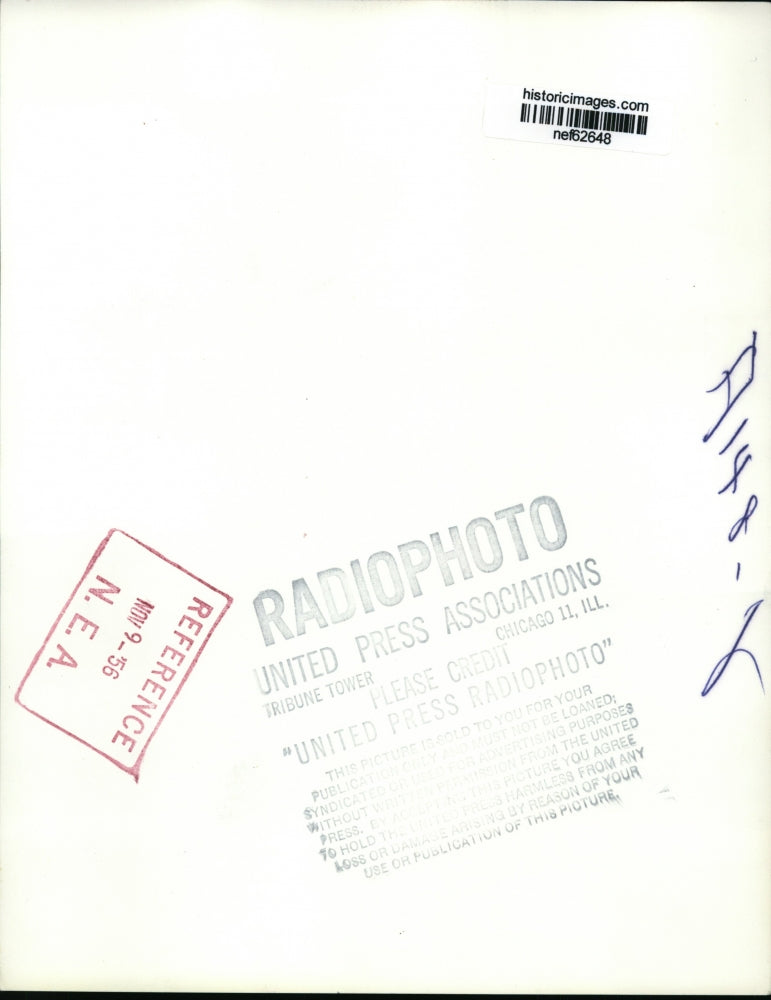 historicimages.com
nef62648
RADIOPHOTO
UNITED PRESS ASSOCIATIONS
TRIBUNE TOWER CHICAGO 11, ILL.
PLEASE CREDIT
"UNITED PRESS RADIOPHOTO"
THIS PICTURE IS SOLD TO YOU FOR YOUR
PUBLICATION ONLY AND MUST NOT BE LOANED;
SYNDICATED OR USED FOR ADVERTISING PURPOSES
WITHOUT WRITTEN PERMISSION FROM THE UNITED
PRESS. BY ACCEPTING THIS PICTURE YOU AGREE
TO HOLD THE UNITED PRESS HARMLESS FROM ANY
LOSS OR DAMAGE ARISING BY REASON OF YOUR
USE OR PUBLICATION OF THIS PICTURE.
REFERENCE
NOV 9-'56
N.E.A.